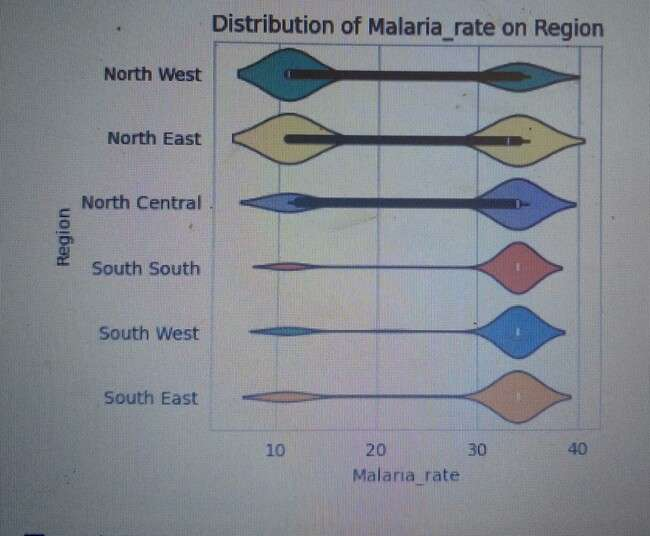 Distribution of Malaria_rate on Region
North West
North East
North Central
South South
South West
South East
Region
10 20 30 40
Malaria_rate